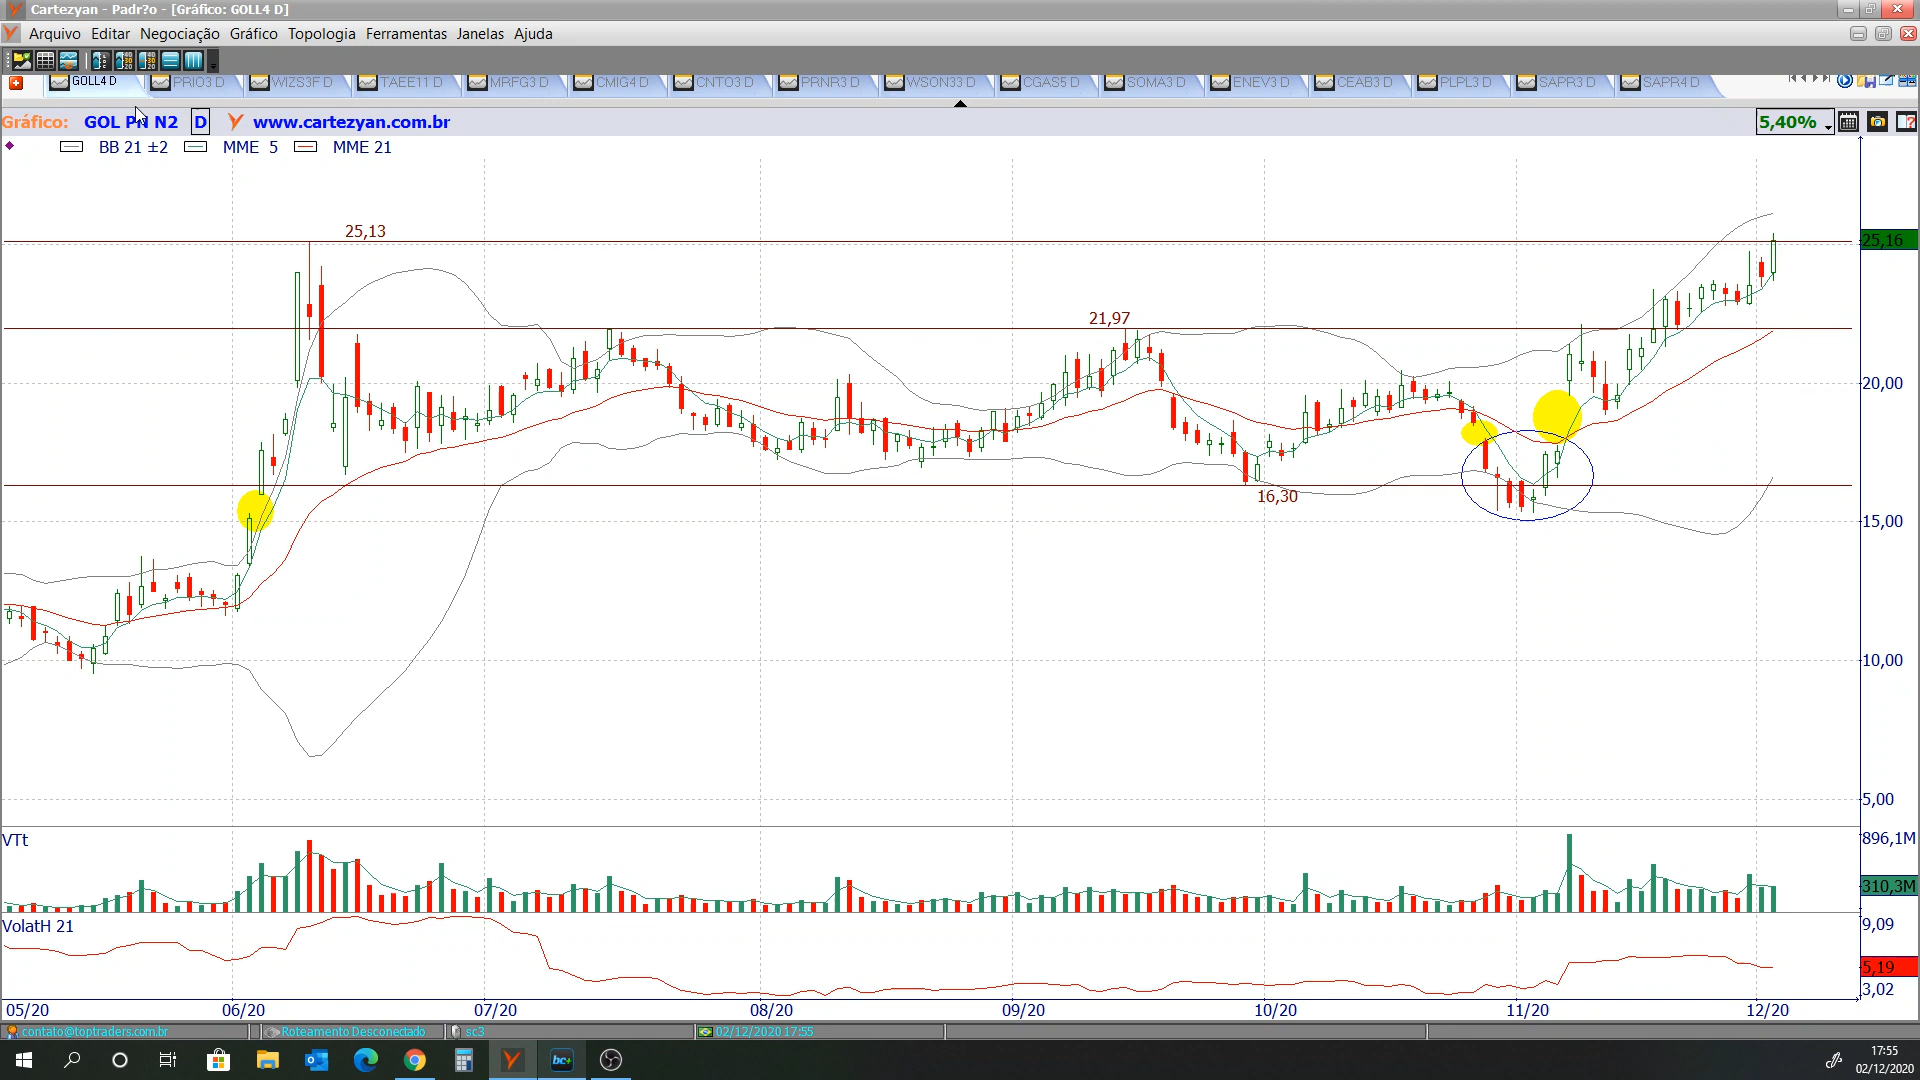 Cartezyan - Padr?o - [Gráfico: GOLL4 D]
Arquivo Editar Negociação Gráfico Topologia Ferramentas Janelas Ajuda
GOLL4 D PRIO3 D WIZS3F D TAEE11 D MRFG3 D CMIG4 D CNTO3 D PRNR3 D WSON33 D CGAS5 D SOMA3 D ENEV3 D CEAB3 D PLPL3 D SAPR3 D SAPR4 D
Gráfico: GOL PN N2 D www.cartezyan.com.br 5,40%
BB 21 ±2 MME 5 MME 21
25,13
25,16
21,97
20,00
16,30
15,00
10,00
5,00
VTt
896,1M
310,3M
VolatH 21
9,09
5,19
3,02
05/20 06/20 07/20 08/20 09/20 10/20 11/20 12/20
contato@toptraders.com.br Roteamento Desconectado sc3 02/12/2020 17:55
bc+
17:55
02/12/2020